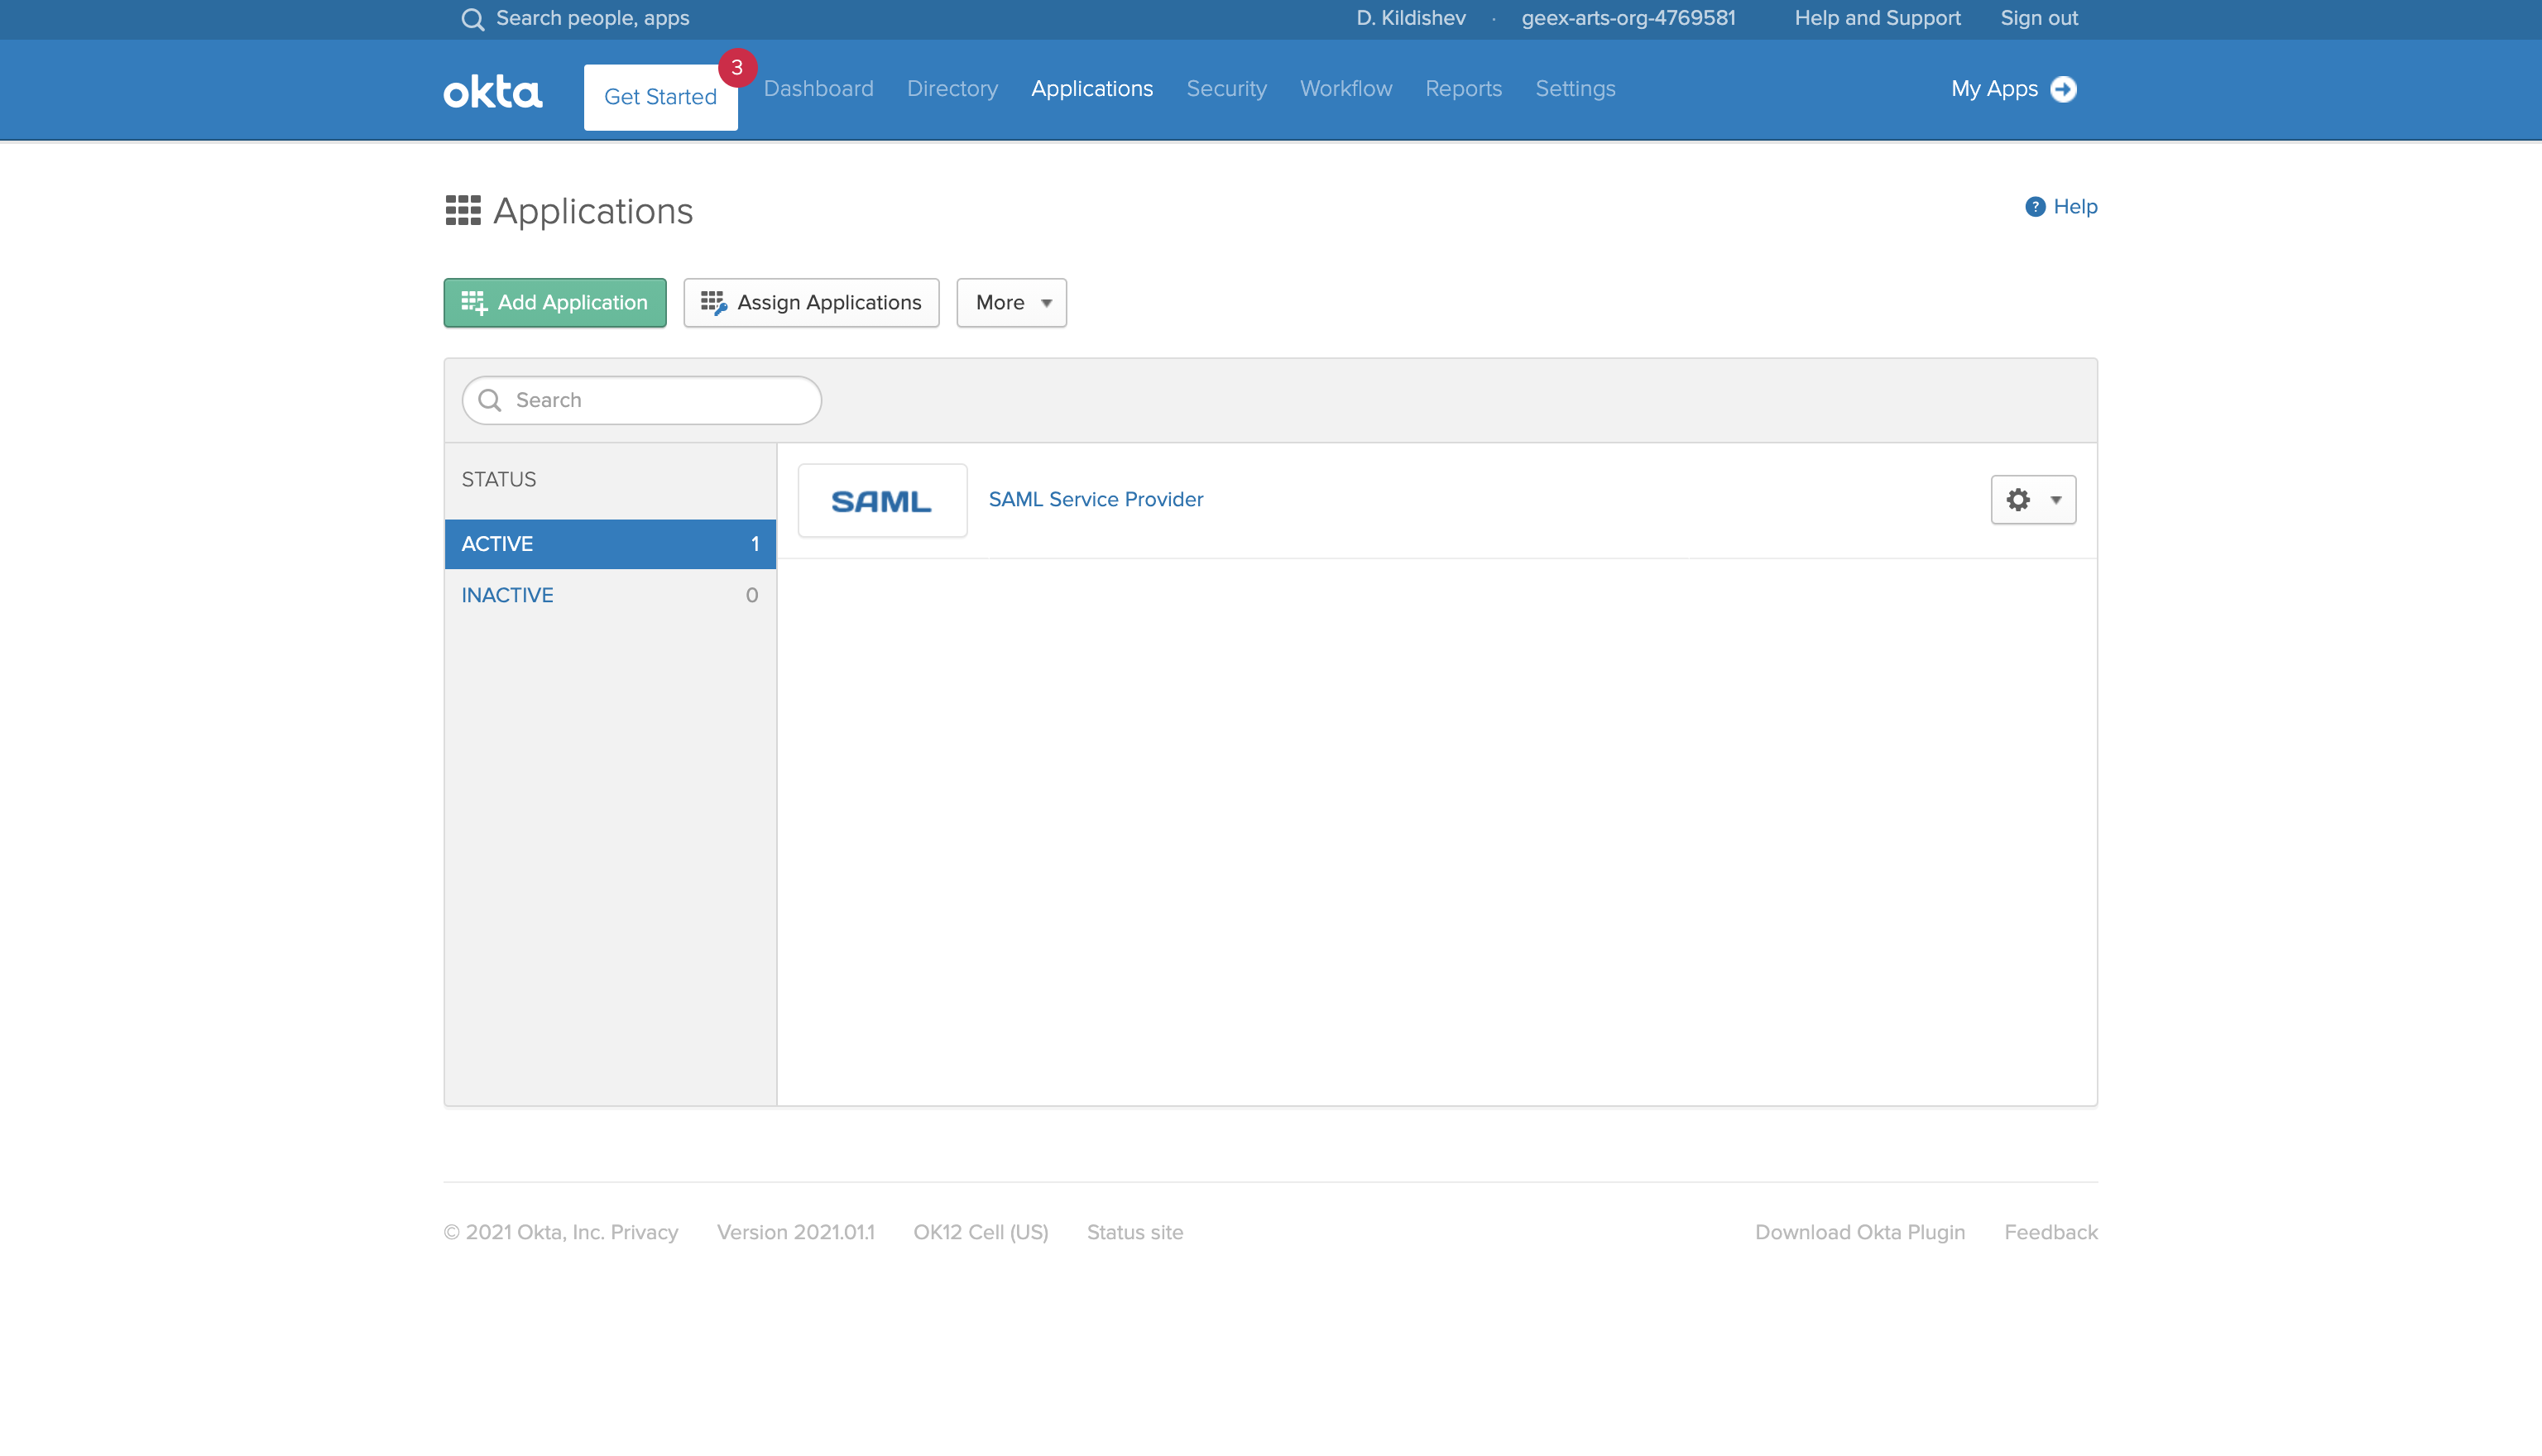 Search people, apps
D. Kildishev · geex-arts-org-4769581 Help and Support Sign out
okta Get Started 3 Dashboard Directory Applications Security Workflow Reports Settings My Apps
Applications
? Help
Add Application Assign Applications More
Search
STATUS
ACTIVE 1
INACTIVE 0
SAML SAML Service Provider
© 2021 Okta, Inc. Privacy Version 2021.01.1 OK12 Cell (US) Status site Download Okta Plugin Feedback